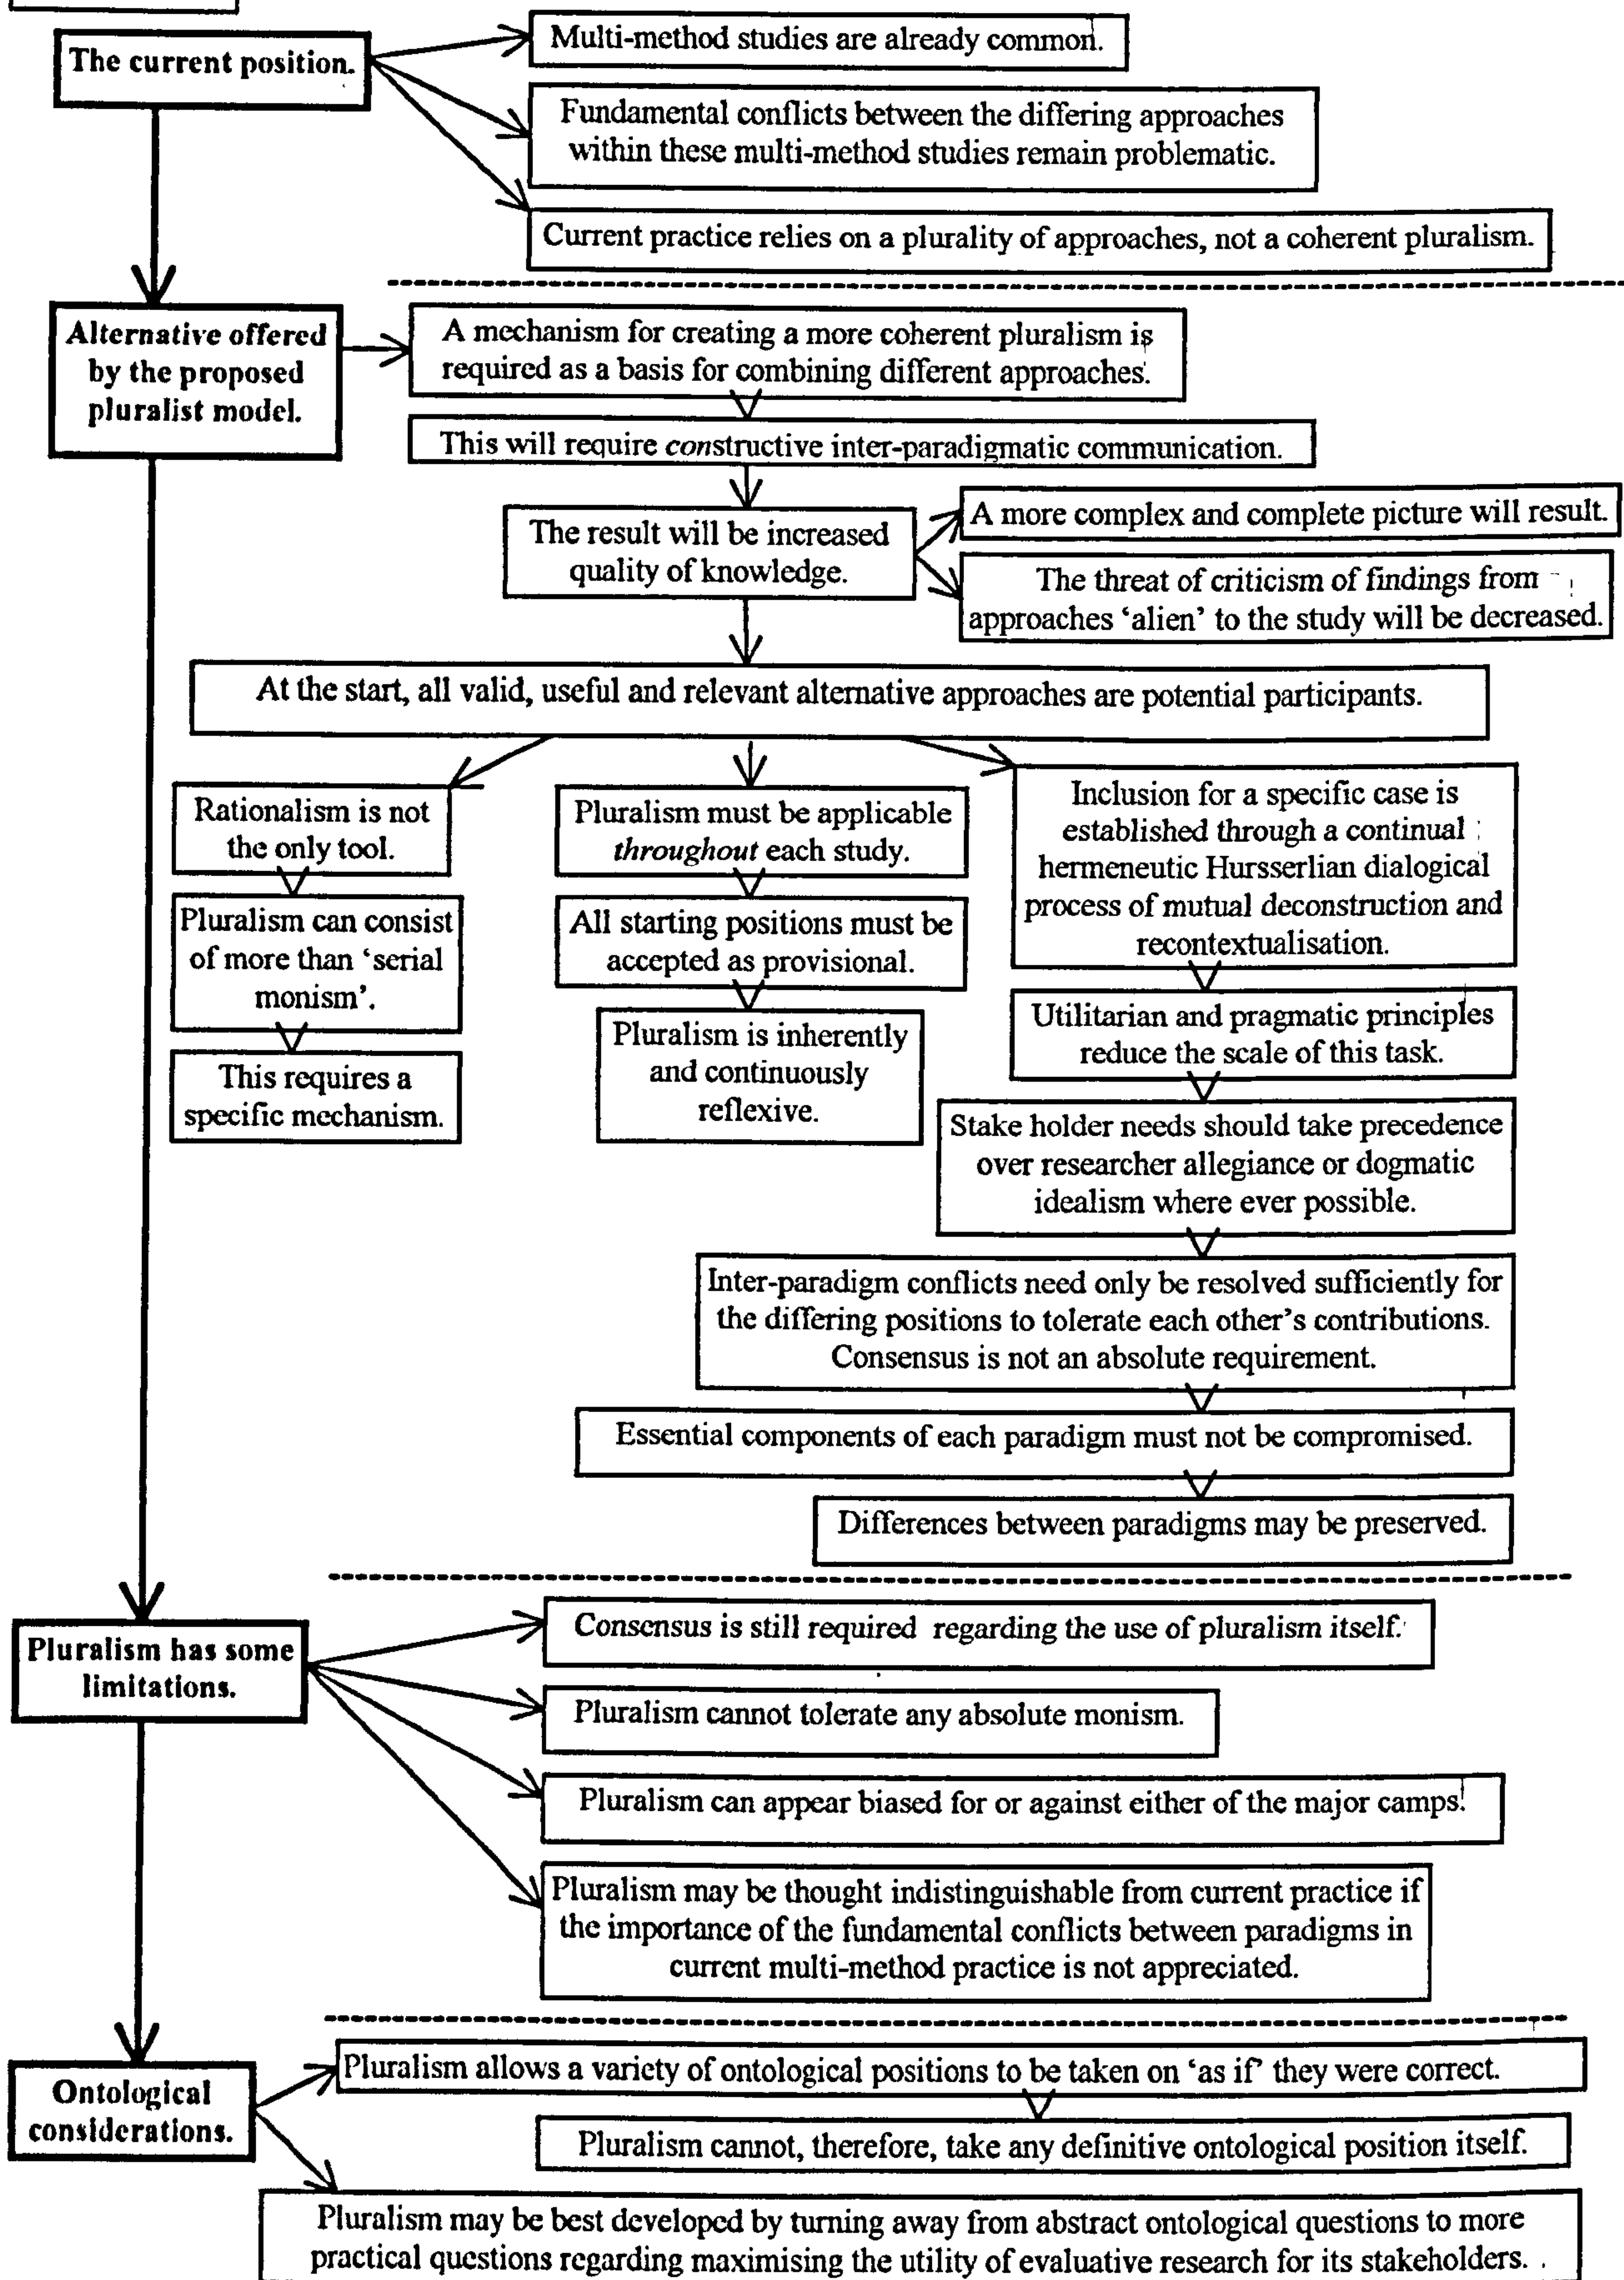 The current position.
Multi-method studies are already common.
Fundamental conflicts between the differing approaches
within these multi-method studies remain problematic.
Current practice relies on a plurality of approaches, not a coherent pluralism.
Alternative offered
by the proposed
pluralist model.
A mechanism for creating a more coherent pluralism is
required as a basis for combining different approaches.
This will require constructive inter-paradigmatic communication.
The result will be increased
quality of knowledge.
A more complex and complete picture will result.
The threat of criticism of findings from
approaches ‘alien’ to the study will be decreased.
At the start, all valid, useful and relevant alternative approaches are potential participants.
Rationalism is not
the only tool.
Pluralism can consist
of more than ‘serial
monism’.
This requires a
specific mechanism.
Pluralism must be applicable
throughout each study.
All starting positions must be
accepted as provisional.
Pluralism is inherently
and continuously
reflexive.
Inclusion for a specific case is
established through a continual
hermeneutic Hursserlian dialogical
process of mutual deconstruction and
recontextualisation.
Utilitarian and pragmatic principles
reduce the scale of this task.
Stake holder needs should take precedence
over researcher allegiance or dogmatic
idealism where ever possible.
Inter-paradigm conflicts need only be resolved sufficiently for
the differing positions to tolerate each other’s contributions.
Consensus is not an absolute requirement.
Essential components of each paradigm must not be compromised.
Differences between paradigms may be preserved.
Pluralism has some
limitations.
Consensus is still required regarding the use of pluralism itself.
Pluralism cannot tolerate any absolute monism.
Pluralism can appear biased for or against either of the major camps.
Pluralism may be thought indistinguishable from current practice if
the importance of the fundamental conflicts between paradigms in
current multi-method practice is not appreciated.
Ontological
considerations.
Pluralism allows a variety of ontological positions to be taken on ‘as if’ they were correct.
Pluralism cannot, therefore, take any definitive ontological position itself.
Pluralism may be best developed by turning away from abstract ontological questions to more
practical questions regarding maximising the utility of evaluative research for its stakeholders.